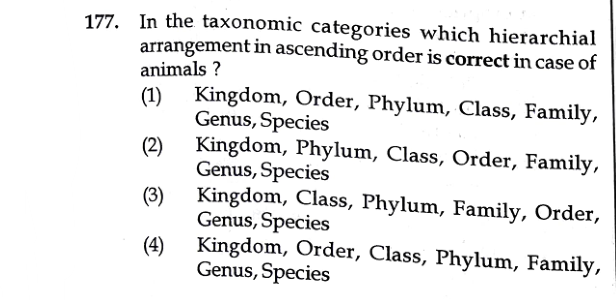 177. In the taxonomic categories which hierarchial
arrangement in ascending order is correct in case of
animals ?
(1) Kingdom, Order, Phylum, Class, Family,
Genus, Species
(2) Kingdom, Phylum, Class, Order, Family,
Genus, Species
(3) Kingdom, Class, Phylum, Family, Order,
Genus, Species
(4) Kingdom, Order, Class, Phylum, Family,
Genus, Species